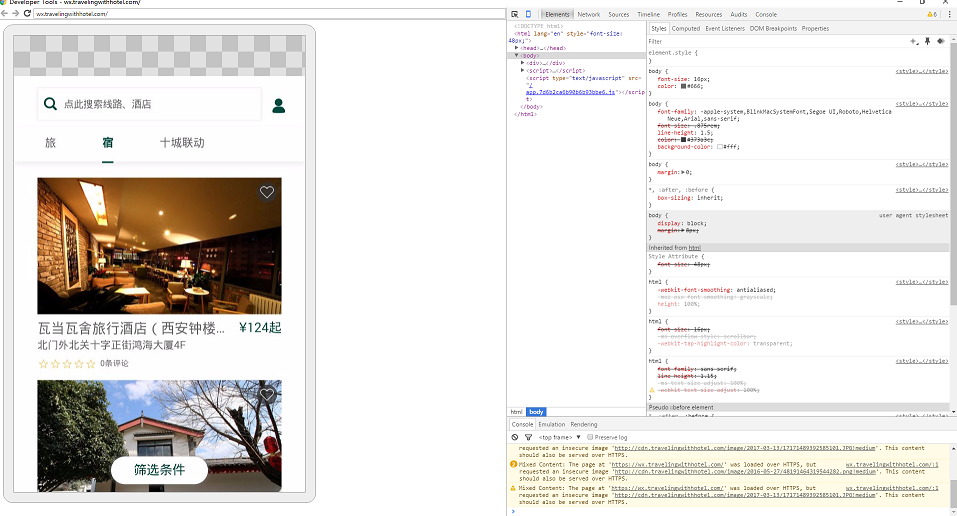 Developer Tools - wx.travelingwithhotel.com/
wx.travelingwithhotel.com/
点此搜索线路、酒店
旅
宿
十城联动
瓦当瓦舍旅行酒店（西安钟楼...
¥124起
北门外北关十字正街鸿海大厦4F
0条评论
筛选条件
Elements
Network
Sources
Timeline
Profiles
Resources
Audits
Console
6
<!DOCTYPE html>
<html lang="en" style="font-size:
48px;">
<head>…</head>
<body>
<div>…</div>
<script>…</script>
<script type="text/javascript" src="
/
app.7d6b2ca6b90b6b93bbe6.js"></scrip
t>
</body>
</html>
html
body
Styles
Computed
Event Listeners
DOM Breakpoints
Properties
Filter
element.style {
}
body {
<style>…</style>
font-size: 16px;
color: #666;
}
body {
<style>…</style>
font-family: -apple-system,BlinkMacSystemFont,Segoe UI,Roboto,Helvetica
Neue,Arial,sans-serif;
font-size: .875rem;
line-height: 1.5;
color: #373a3c;
background-color: #fff;
}
body {
<style>…</style>
margin: 0;
}
*, :after, :before {
<style>…</style>
box-sizing: inherit;
}
body {
user agent stylesheet
display: block;
margin: 8px;
}
Inherited from html
Style Attribute {
font-size: 48px;
}
html {
<style>…</style>
-webkit-font-smoothing: antialiased;
-moz-osx-font-smoothing: grayscale;
height: 100%;
}
html {
<style>…</style>
font-size: 16px;
-ms-overflow-style: scrollbar;
-webkit-tap-highlight-color: transparent;
}
html {
<style>…</style>
font-family: sans-serif;
line-height: 1.15;
-ms-text-size-adjust: 100%;
-webkit-text-size-adjust: 100%;
}
Pseudo :before element
*, :after, :before {
<style>…</style>
Console
Emulation
Rendering
<top frame>
Preserve log
requested an insecure image 'http://cdn.travelingwithhotel.com/image/2017-03-13/17171489392585101.JPG!medium'. This content
should also be served over HTTPS.
2 Mixed Content: The page at 'https://wx.travelingwithhotel.com/' was loaded over HTTPS, but
wx.travelingwithhotel.com/:1
requested an insecure image 'http://cdn.travelingwithhotel.com/image/2016-05-27/48191464319544282.png!medium'. This content
should also be served over HTTPS.
Mixed Content: The page at 'https://wx.travelingwithhotel.com/' was loaded over HTTPS, but
wx.travelingwithhotel.com/:1
requested an insecure image 'http://cdn.travelingwithhotel.com/image/2017-03-13/17171489392585101.JPG!medium'. This content
should also be served over HTTPS.